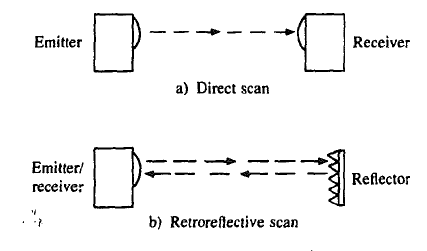 Emitter
Receiver
a) Direct scan
Emitter/
receiver
Reflector
b) Retroreflective scan